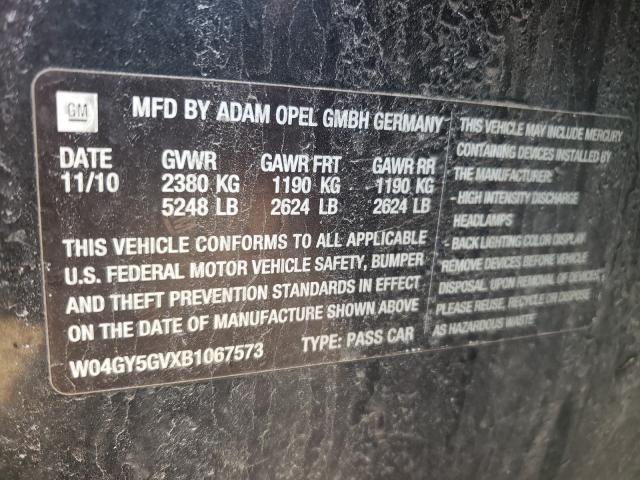 GM
MFD BY ADAM OPEL GMBH GERMANY
DATE GVWR GAWR FRT GAWR RR
11/10 2380 KG 1190 KG 1190 KG
5248 LB 2624 LB 2624 LB
THIS VEHICLE CONFORMS TO ALL APPLICABLE
U.S. FEDERAL MOTOR VEHICLE SAFETY, BUMPER
AND THEFT PREVENTION STANDARDS IN EFFECT
ON THE DATE OF MANUFACTURE SHOWN ABOVE
W04GY5GVXB1067573 TYPE: PASS CAR
THIS VEHICLE MAY INCLUDE MERCURY
CONTAINING DEVICES INSTALLED BY
THE MANUFACTURER:
- HIGH INTENSITY DISCHARGE
HEADLAMPS
- BACK LIGHTING COLOR DISPLAY
REMOVE DEVICES BEFORE VEHICLE
DISPOSAL. UPON REMOVAL OF DEVICES
PLEASE REUSE, RECYCLE OR DISPOSE
AS HAZARDOUS WASTE